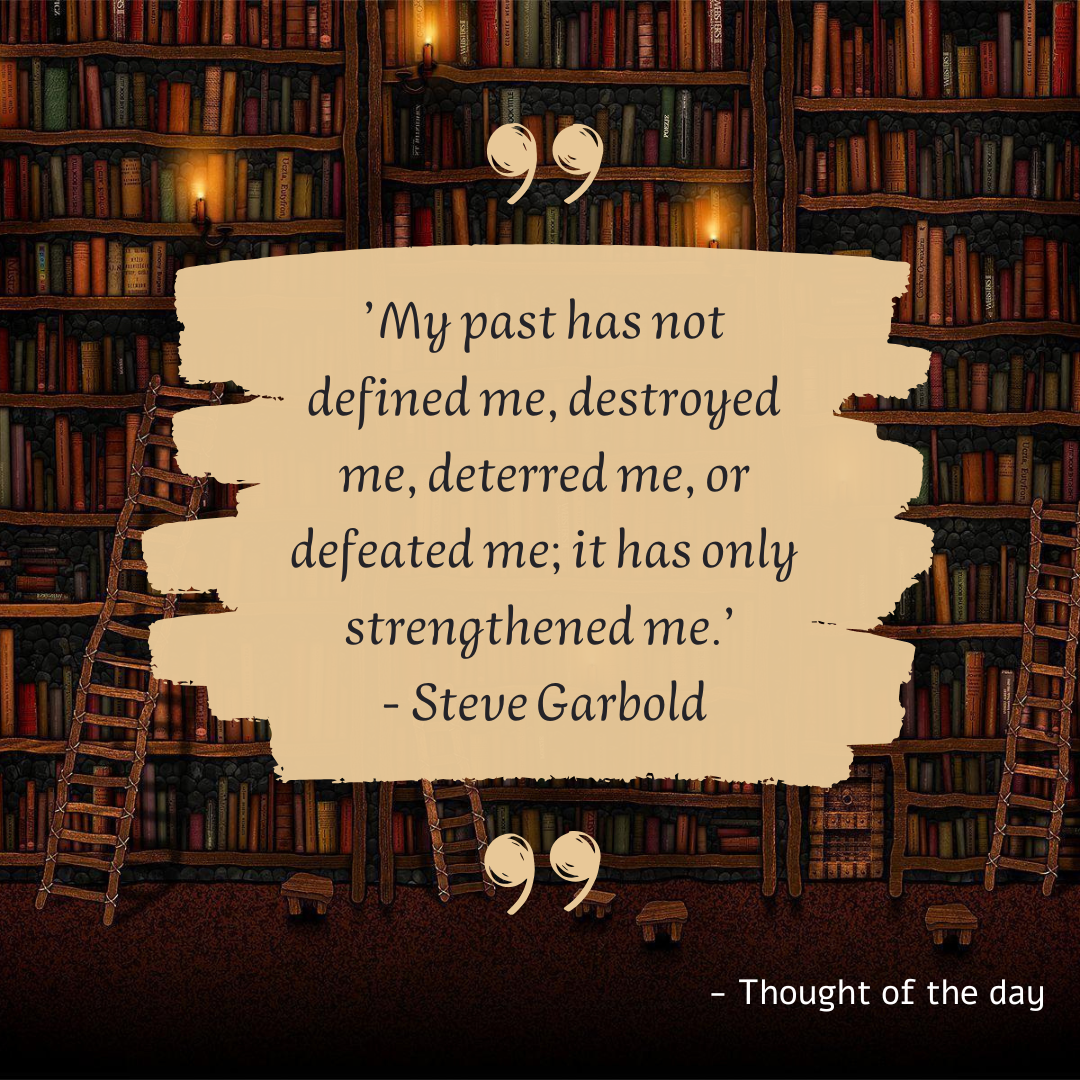 ’My past has not
defined me, destroyed
me, deterred me, or
defeated me; it has only
strengthened me.’
- Steve Garbold
- Thought of the day